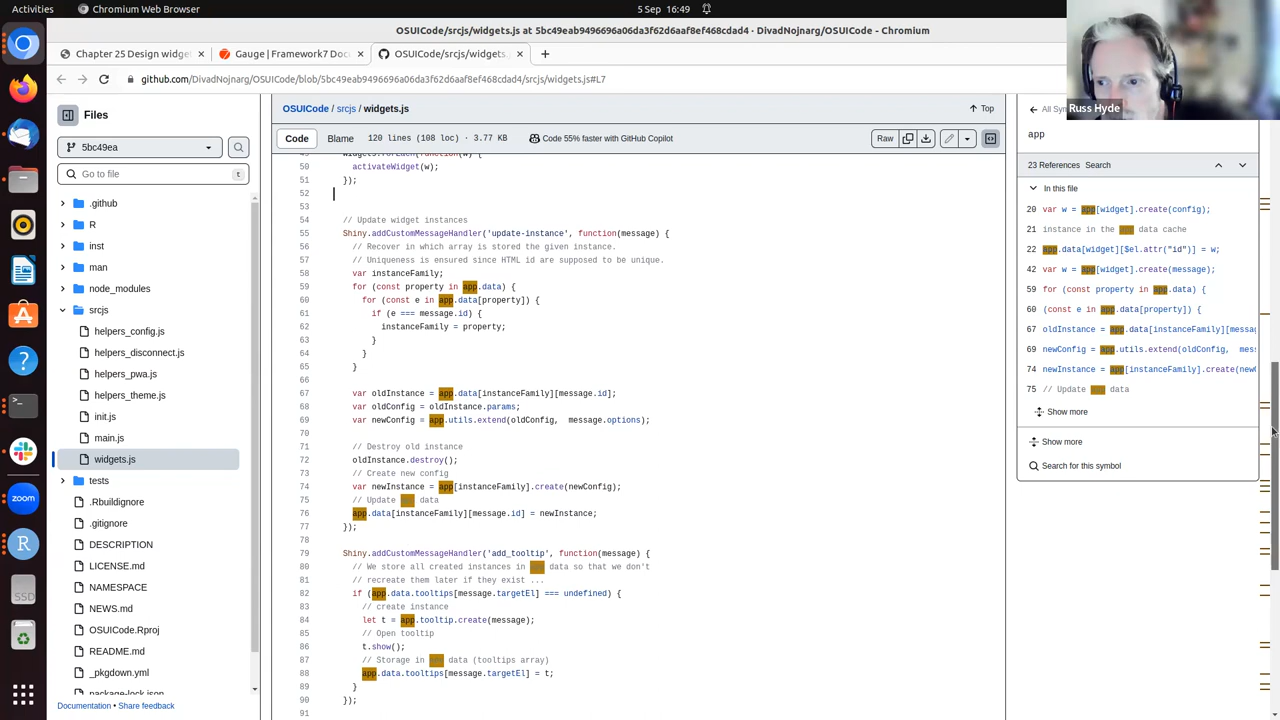 Activities
Chromium Web Browser
5 Sep 16:49
OSUICode/srcjs/widgets.js at 5bc49eab9496696a06da3f62d6aaf8ef468cdad4 · DivadNojnarg/OSUICode - Chromium
Chapter 25 Design widge
Gauge | Framework7 Doc
OSUICode/srcjs/widgets.
github.com/DivadNojnarg/OSUICode/blob/5bc49eab9496696a06da3f62d6aaf8ef468cdad4/srcjs/widgets.js#L7
Russ Hyde
Files
5bc49ea
Go to file
t
.github
R
inst
man
node_modules
srcjs
helpers_config.js
helpers_disconnect.js
helpers_pwa.js
helpers_theme.js
init.js
main.js
widgets.js
tests
.Rbuildignore
.gitignore
DESCRIPTION
LICENSE.md
NAMESPACE
NEWS.md
OSUICode.Rproj
README.md
_pkgdown.yml
package-lock.json
Documentation • Share feedback
OSUICode / srcjs / widgets.js
Top
Code
Blame
120 lines (108 loc) · 3.77 KB
Code 55% faster with GitHub Copilot
Raw
widgets.forEach(function(w) {
50 activateWidget(w);
51 });
52
53
54 // Update widget instances
55 Shiny.addCustomMessageHandler('update-instance', function(message) {
56 // Recover in which array is stored the given instance.
57 // Uniqueness is ensured since HTML id are supposed to be unique.
58 var instanceFamily;
59 for (const property in app.data) {
60 for (const e in app.data[property]) {
61 if (e === message.id) {
62 instanceFamily = property;
63 }
64 }
65 }
66
67 var oldInstance = app.data[instanceFamily][message.id];
68 var oldConfig = oldInstance.params;
69 var newConfig = app.utils.extend(oldConfig, message.options);
70
71 // Destroy old instance
72 oldInstance.destroy();
73 // Create new config
74 var newInstance = app[instanceFamily].create(newConfig);
75 // Update app data
76 app.data[instanceFamily][message.id] = newInstance;
77 });
78
79 Shiny.addCustomMessageHandler('add_tooltip', function(message) {
80 // We store all created instances in app data so that we don't
81 // recreate them later if they exist ...
82 if (app.data.tooltips[message.targetEl] === undefined) {
83 // create instance
84 let t = app.tooltip.create(message);
85 // Open tooltip
86 t.show();
87 // Storage in app data (tooltips array)
88 app.data.tooltips[message.targetEl] = t;
89 }
90 });
91
All Sy
app
23 References
Search
In this file
20 var w = app[widget].create(config);
21 instance in the app data cache
22 app.data[widget][$el.attr("id")] = w;
42 var w = app[widget].create(message);
59 for (const property in app.data) {
60 (const e in app.data[property]) {
67 oldInstance = app.data[instanceFamily][messa
69 newConfig = app.utils.extend(oldConfig, mes
74 newInstance = app[instanceFamily].create(new
75 // Update app data
Show more
Show more
Search for this symbol